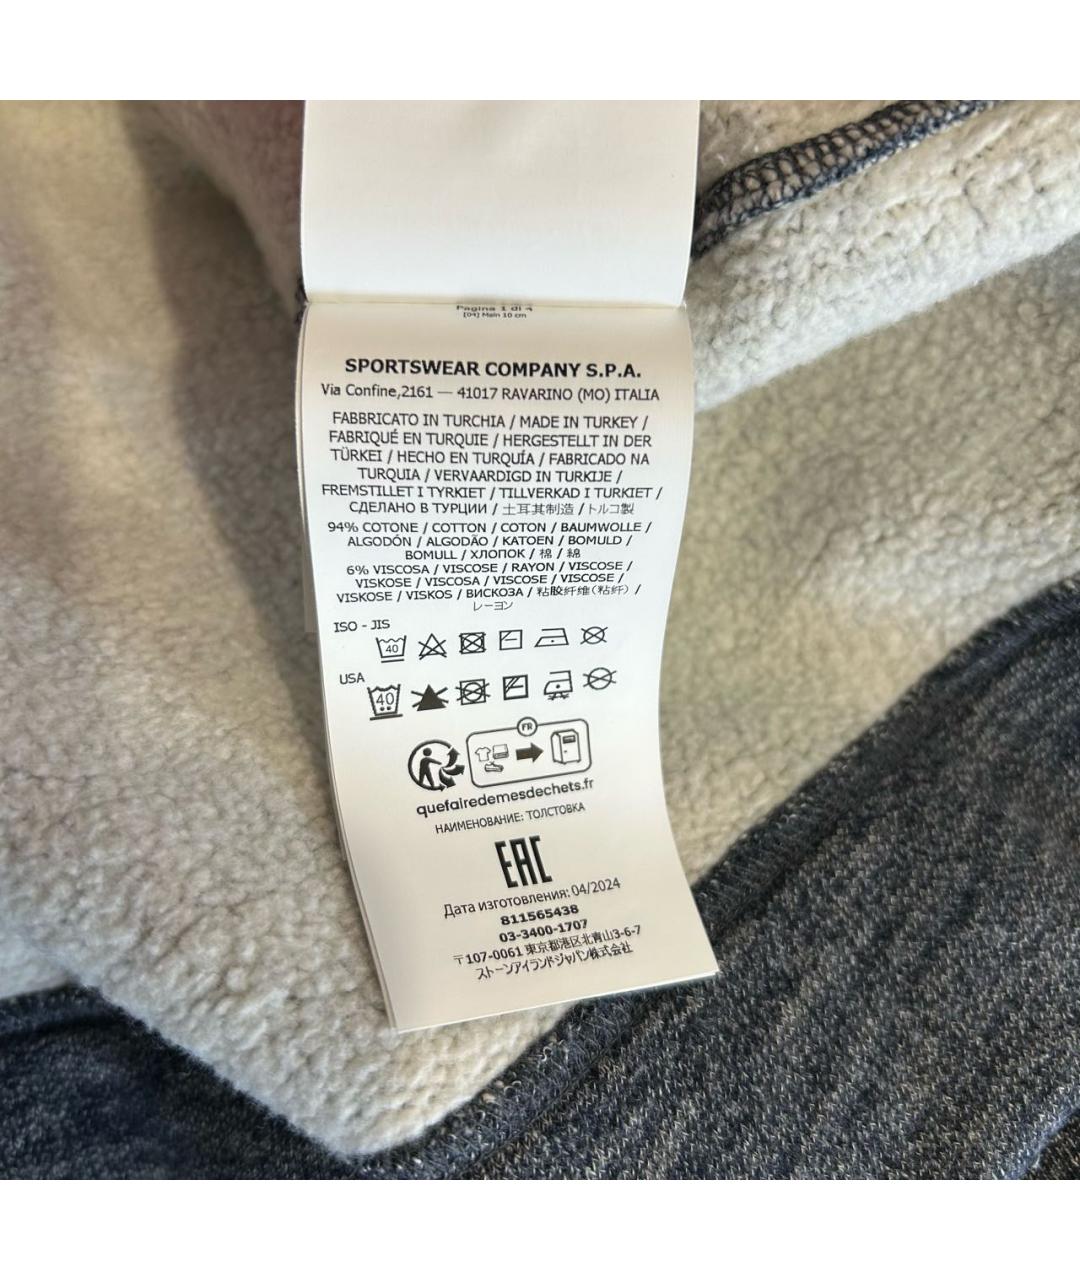 Pagina 1 di 4
[04] Main 10 cm
SPORTSWEAR COMPANY S.P.A.
Via Confine,2161 — 41017 RAVARINO (MO) ITALIA
FABBRICATO IN TURCHIA / MADE IN TURKEY /
FABRIQUÉ EN TURQUIE / HERGESTELLT IN DER
TÜRKEI / HECHO EN TURQUÍA / FABRICADO NA
TURQUIA / VERVAARDIGD IN TURKIJE /
FREMSTILLET I TYRKIET / TILLVERKAD I TURKIET /
СДЕЛАНО В ТУРЦИИ / 土耳其制造 / トルコ製
94% COTONE / COTTON / COTON / BAUMWOLLE /
ALGODÓN / ALGODÃO / KATOEN / BOMULD /
BOMULL / ХЛОПОК / 棉 / 綿
6% VISCOSA / VISCOSE / RAYON / VISCOSE /
VISKOSE / VISCOSA / VISCOSE / VISCOSE /
VISKOSE / VISKOS / ВИСКОЗА / 粘胶纤维(粘纤) /
レーヨン
ISO - JIS
40
USA
40
FR
quefairedemesdechets.fr
НАИМЕНОВАНИЕ: ТОЛСТОВКА
EAC
Дата изготовления: 04/2024
811565438
03-3400-1707
〒107-0061 東京都港区北青山3-6-7
ストーンアイランドジャパン株式会社